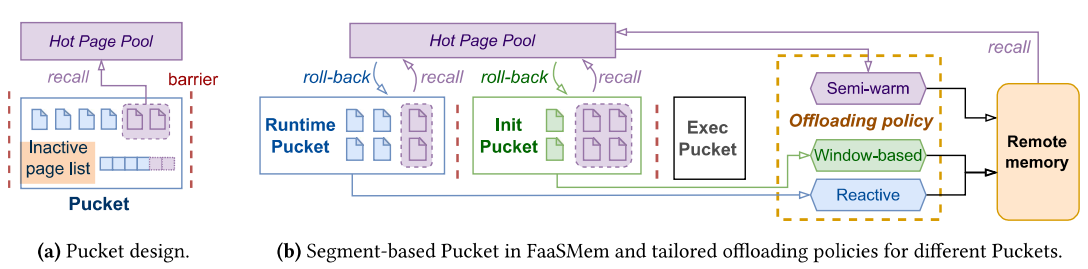 Hot Page Pool
recall
barrier
Inactive
page list
Pucket
(a) Pucket design.
Hot Page Pool
recall
roll-back
recall
roll-back
recall
Runtime
Pucket
Init
Pucket
Exec
Pucket
Semi-warm
Offloading policy
Window-based
Reactive
Remote
memory
(b) Segment-based Pucket in FaaSMem and tailored offloading policies for different Puckets.